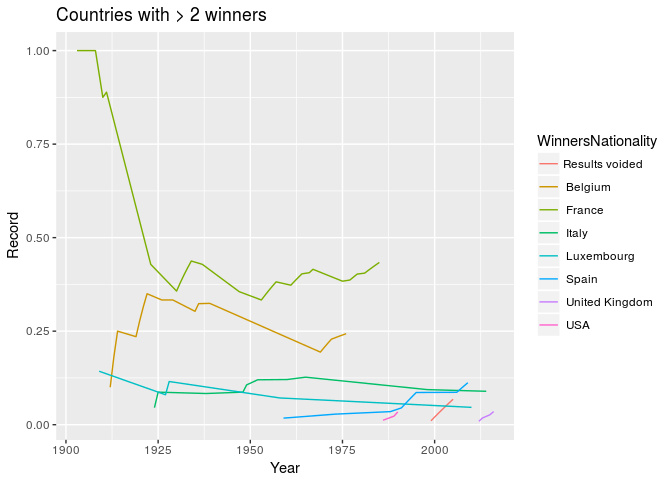 Countries with > 2 winners
1.00
0.75
0.50
0.25
0.00
Record
1900 1925 1950 1975 2000
Year
WinnersNationality
Results voided
Belgium
France
Italy
Luxembourg
Spain
United Kingdom
USA